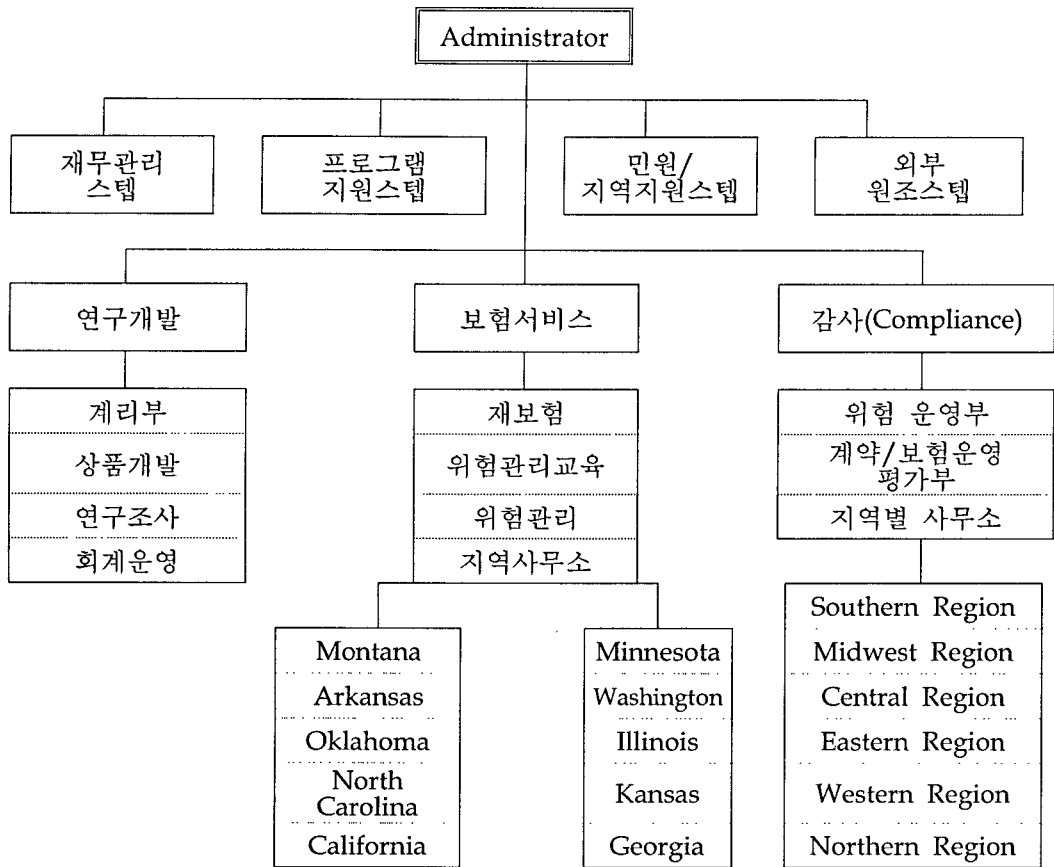 Administrator
재무관리
스텝
프로그램
지원스텝
민원/
지역지원스텝
외부
원조스텝
연구개발
보험서비스
감사(Compliance)
계리부
상품개발
연구조사
회계운영
재보험
위험관리교육
위험관리
지역사무소
위험 운영부
계약/보험운영
평가부
지역별 사무소
Montana
Arkansas
Oklahoma
North
Carolina
California
Minnesota
Washington
Illinois
Kansas
Georgia
Southern Region
Midwest Region
Central Region
Eastern Region
Western Region
Northern Region